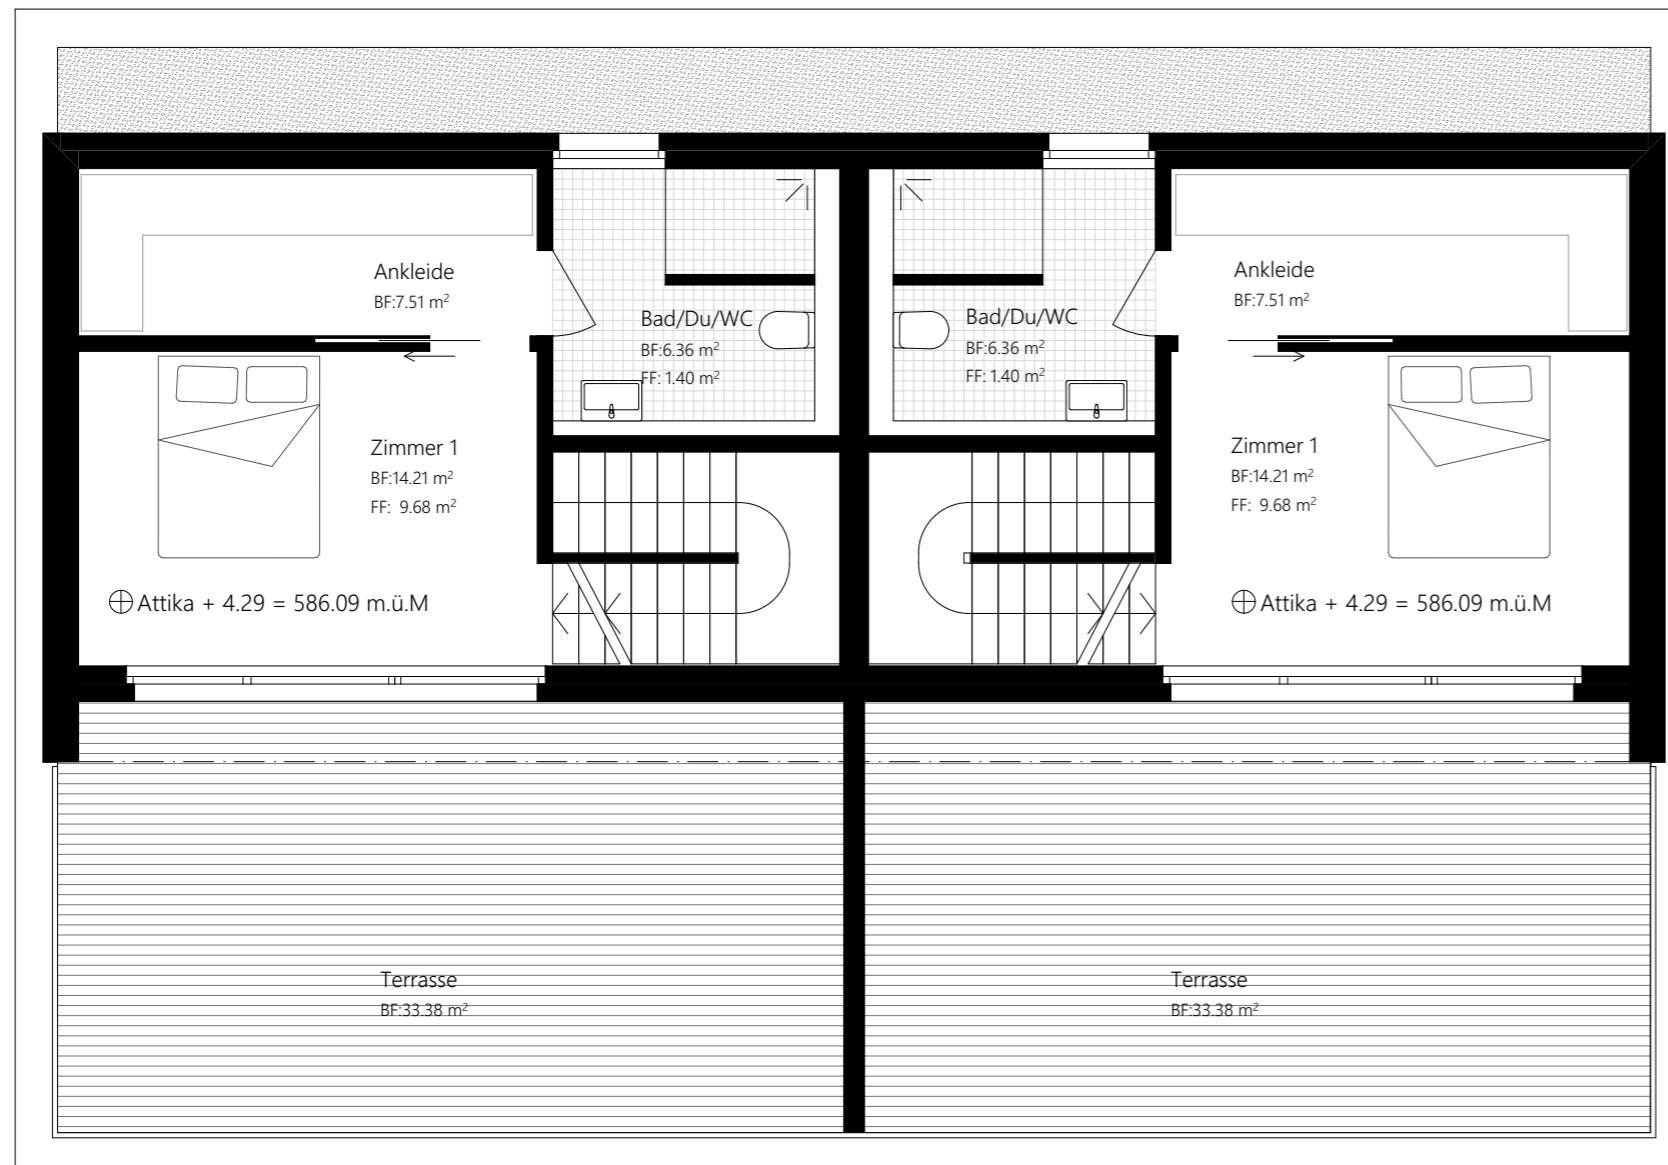 Ankleide
BF:7.51 m²
Bad/Du/WC
BF:6.36 m²
FF: 1.40 m²
Zimmer 1
BF:14.21 m²
FF: 9.68 m²
Attika + 4.29 = 586.09 m.ü.M
Terrasse
BF:33.38 m²
Bad/Du/WC
BF:6.36 m²
FF: 1.40 m²
Ankleide
BF:7.51 m²
Zimmer 1
BF:14.21 m²
FF: 9.68 m²
Attika + 4.29 = 586.09 m.ü.M
Terrasse
BF:33.38 m²